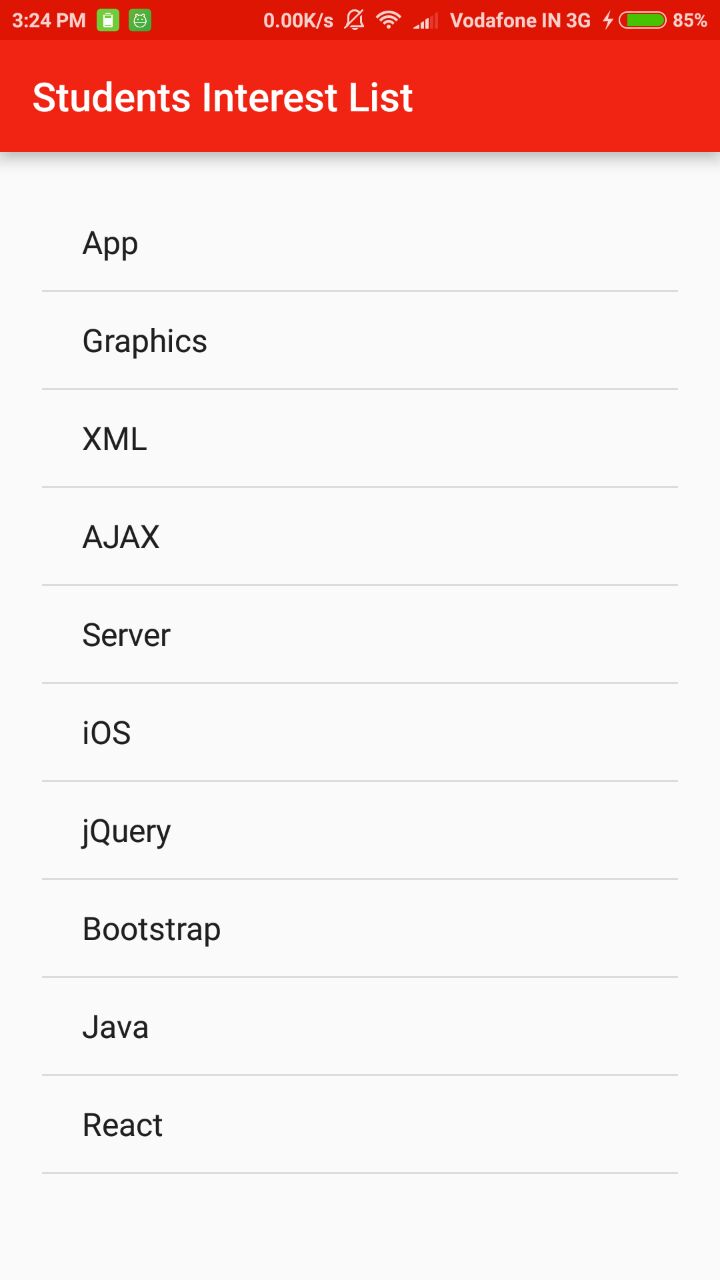 3:24 PM 0.00K/s Vodafone IN 3G 85%
Students Interest List
App
Graphics
XML
AJAX
Server
iOS
jQuery
Bootstrap
Java
React